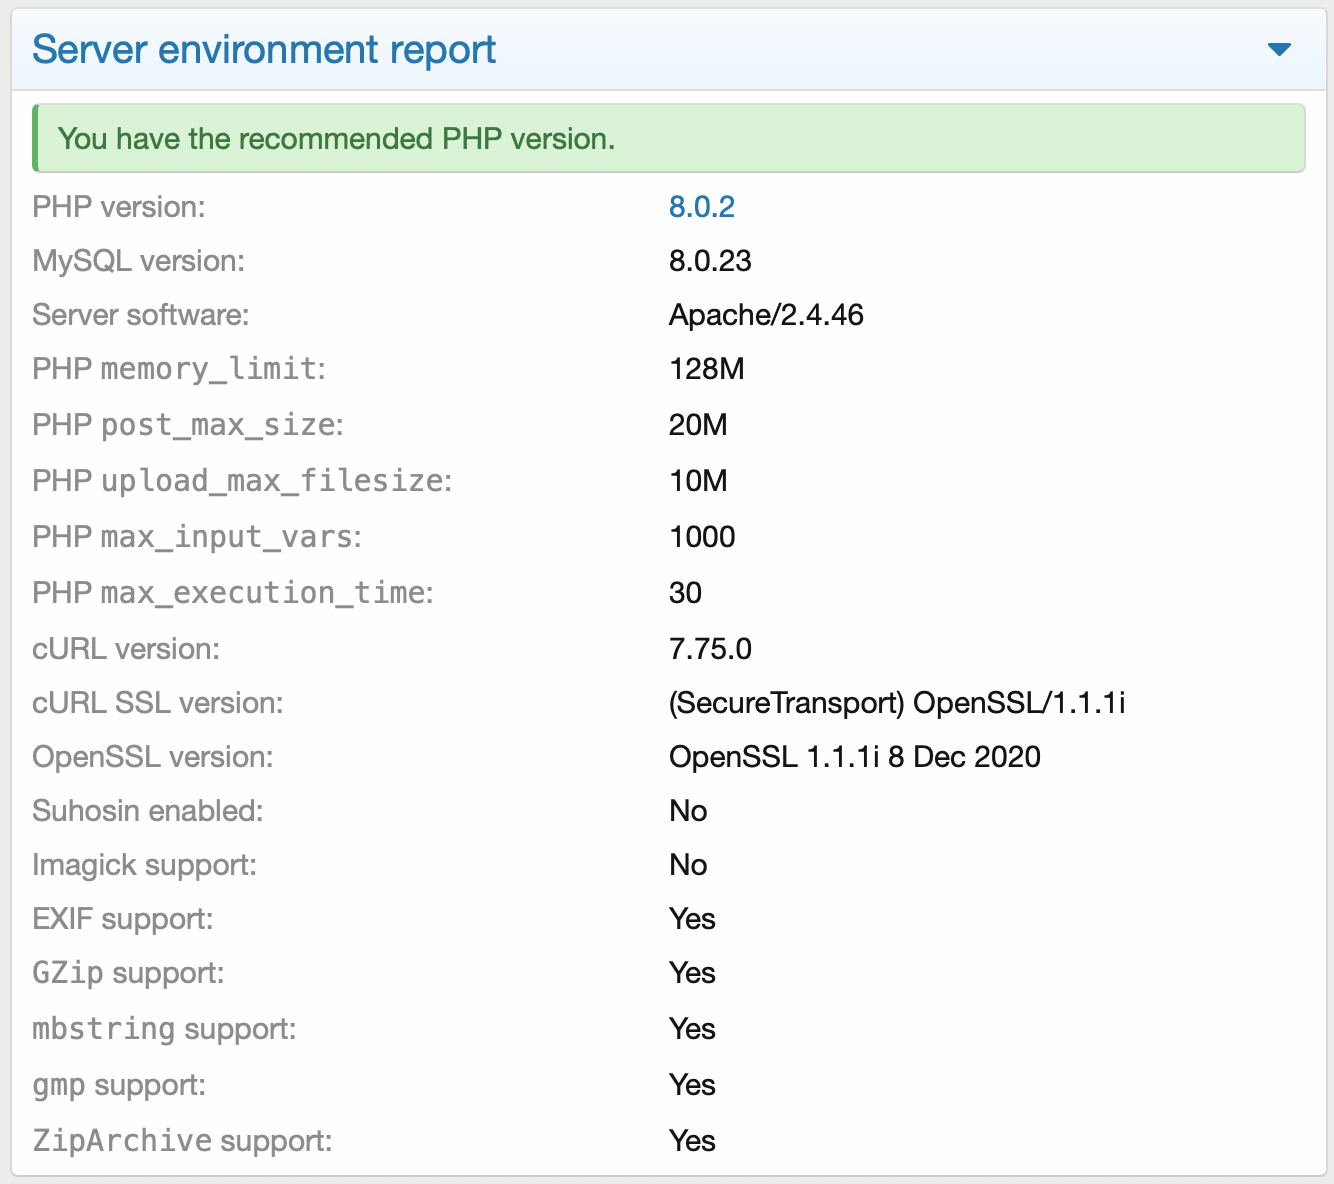 Server environment report
You have the recommended PHP version.
PHP version: 8.0.2
MySQL version: 8.0.23
Server software: Apache/2.4.46
PHP memory_limit: 128M
PHP post_max_size: 20M
PHP upload_max_filesize: 10M
PHP max_input_vars: 1000
PHP max_execution_time: 30
cURL version: 7.75.0
cURL SSL version: (SecureTransport) OpenSSL/1.1.1i
OpenSSL version: OpenSSL 1.1.1i 8 Dec 2020
Suhosin enabled: No
Imagick support: No
EXIF support: Yes
GZip support: Yes
mbstring support: Yes
gmp support: Yes
ZipArchive support: Yes